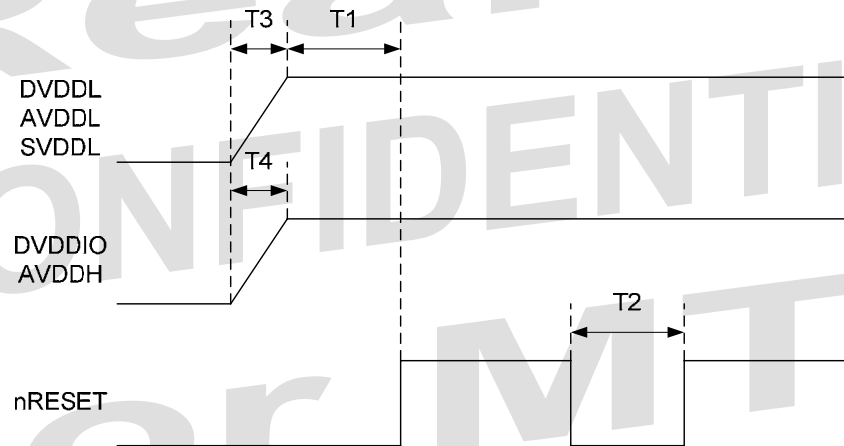 T3 T1
DVDDL
AVDDL
SVDDL
T4
DVDDIO
AVDDH
T2
nRESET